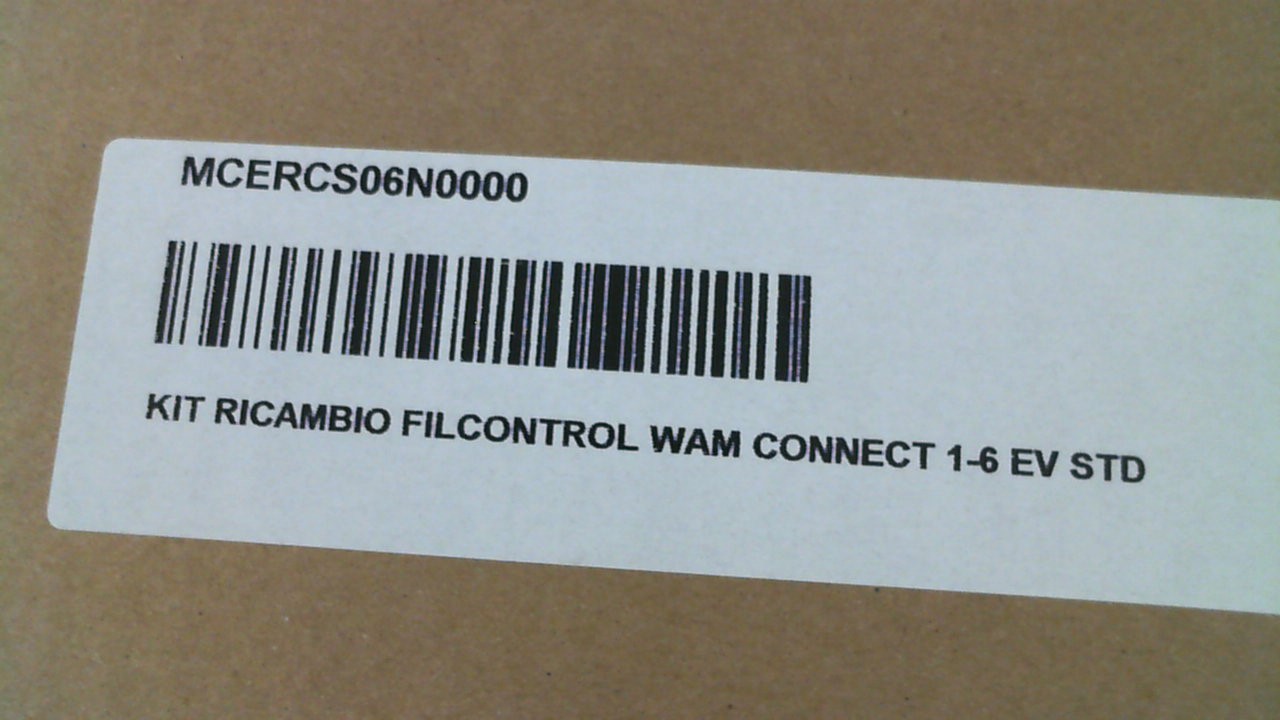 MCERCS06N0000
KIT RICAMBIO FILCONTROL WAM CONNECT 1-6 EV STD